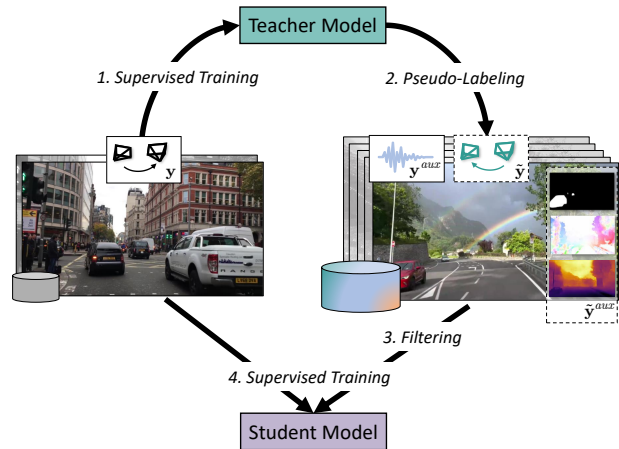 Teacher Model
1. Supervised Training
2. Pseudo-Labeling
y
y^{aux}
ỹ
ỹ^{aux}
3. Filtering
4. Supervised Training
Student Model